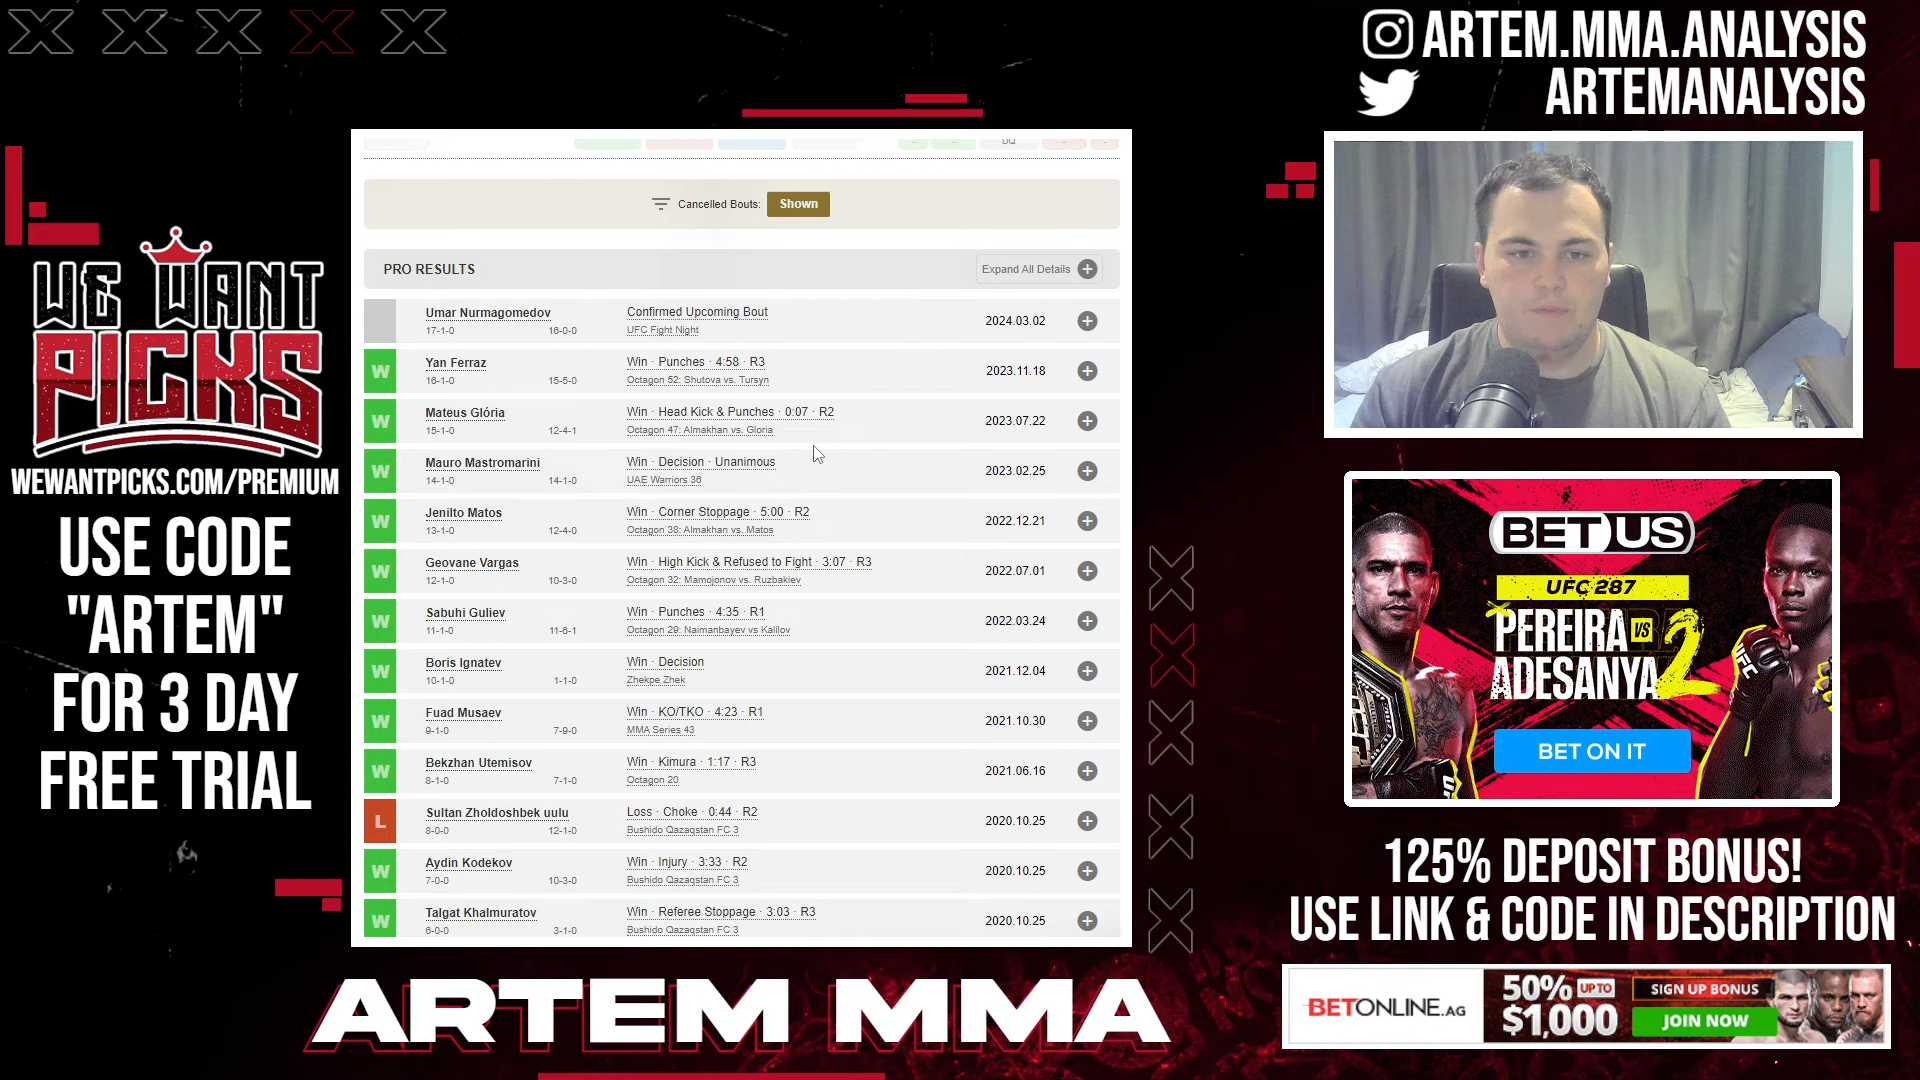 ARTEM.MMA.ANALYSIS
ARTEMANALYSIS
WE WANT
PICKS
WEWANTPICKS.COM/PREMIUM
USE CODE
"ARTEM"
FOR 3 DAY
FREE TRIAL
DQ
Cancelled Bouts: Shown
PRO RESULTS
Expand All Details
Umar Nurmagomedov Confirmed Upcoming Bout
17-1-0 16-0-0 UFC Fight Night 2024.03.02
W Yan Ferraz Win · Punches · 4:58 · R3
16-1-0 15-5-0 Octagon 52: Shutova vs. Tursyn 2023.11.18
W Mateus Glória Win · Head Kick & Punches · 0:07 · R2
15-1-0 12-4-1 Octagon 47: Almakhan vs. Gloria 2023.07.22
W Mauro Mastromarini Win · Decision · Unanimous
14-1-0 14-1-0 UAE Warriors 36 2023.02.25
W Jenilto Matos Win · Corner Stoppage · 5:00 · R2
13-1-0 12-4-0 Octagon 38: Almakhan vs. Matos 2022.12.21
W Geovane Vargas Win · High Kick & Refused to Fight · 3:07 · R3
12-1-0 10-3-0 Octagon 32: Mamojonov vs. Ruzbakiev 2022.07.01
W Sabuhi Guliev Win · Punches · 4:35 · R1
11-1-0 11-6-1 Octagon 29: Naimanbayev vs Kalilov 2022.03.24
W Boris Ignatev Win · Decision
10-1-0 1-1-0 Zhekpe Zhek 2021.12.04
W Fuad Musaev Win · KO/TKO · 4:23 · R1
9-1-0 7-9-0 MMA Series 43 2021.10.30
W Bekzhan Utemisov Win · Kimura · 1:17 · R3
8-1-0 7-1-0 Octagon 20 2021.06.16
L Sultan Zholdoshbek uulu Loss · Choke · 0:44 · R2
8-0-0 12-1-0 Bushido Qazaqstan FC 3 2020.10.25
W Aydin Kodekov Win · Injury · 3:33 · R2
7-0-0 10-3-0 Bushido Qazaqstan FC 3 2020.10.25
W Talgat Khalmuratov Win · Referee Stoppage · 3:03 · R3
6-0-0 3-1-0 Bushido Qazaqstan FC 3 2020.10.25
ARTEM MMA
BETUS
UFC 287
PEREIRA VS
ADESANYA 2
UFC
BET ON IT
125% DEPOSIT BONUS!
USE LINK & CODE IN DESCRIPTION
BETONLINE.AG
50% UP TO
$1,000
SIGN UP BONUS
JOIN NOW